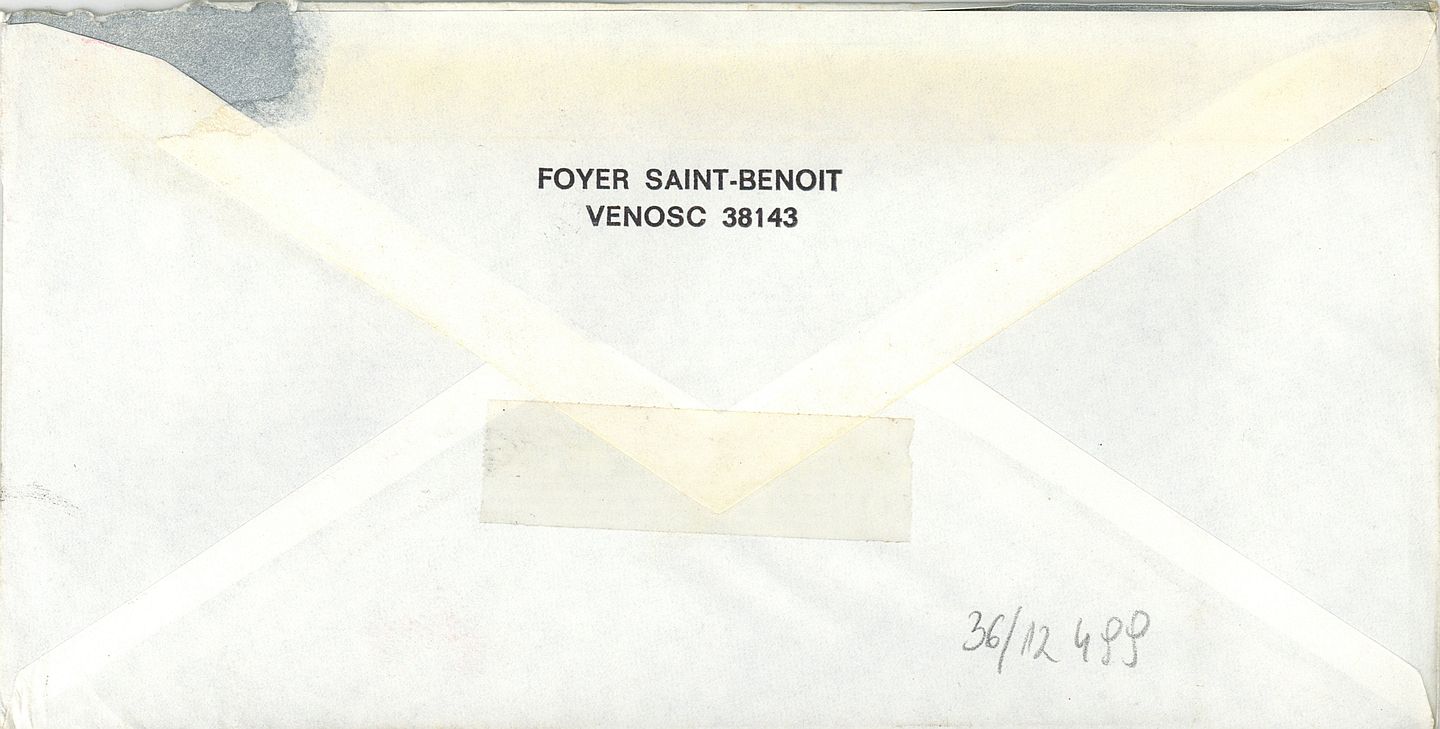 FOYER SAINT-BENOIT
VENOSC 38143
36/12 499